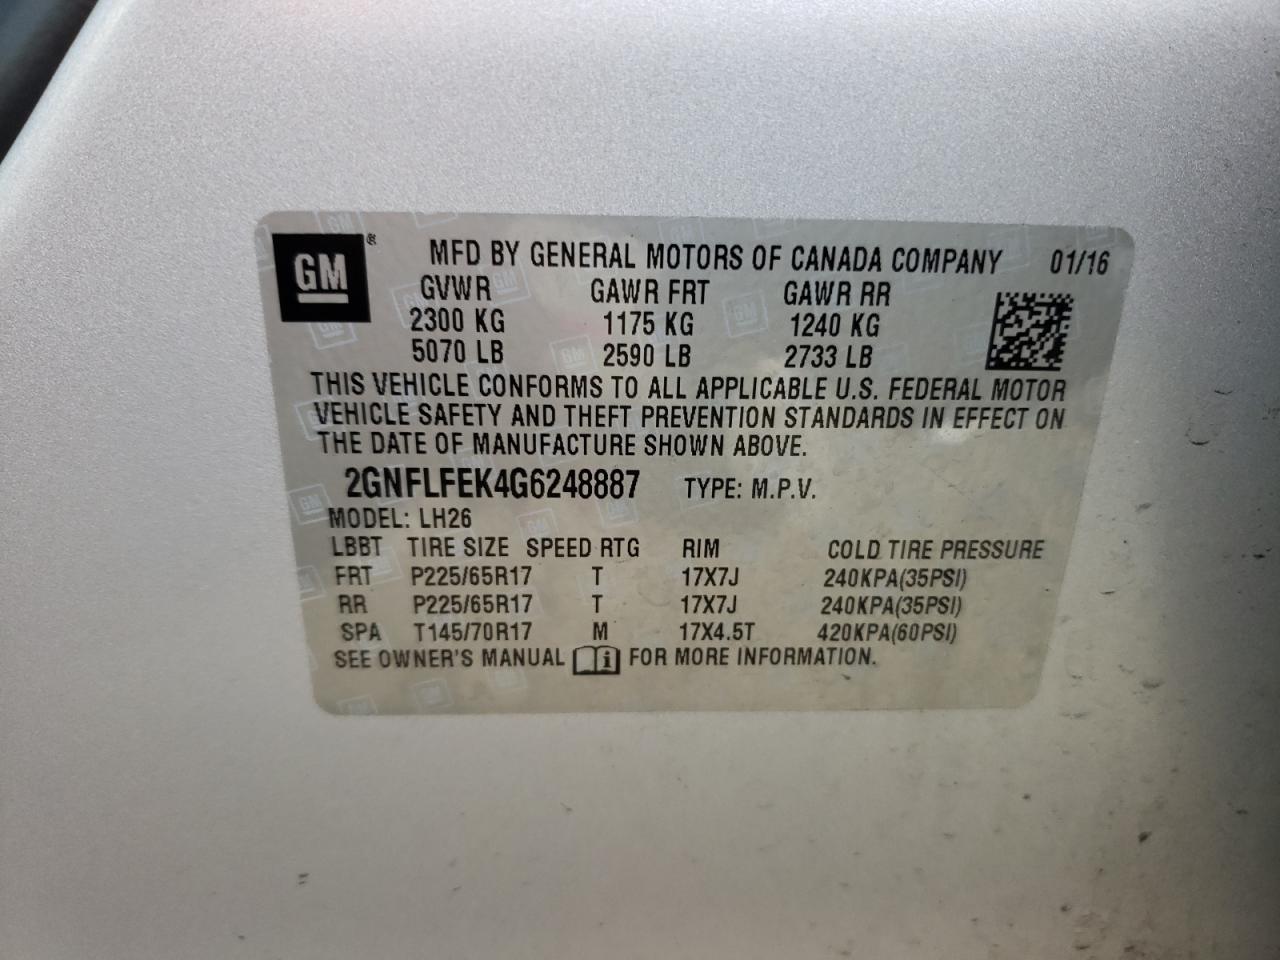 GM ® MFD BY GENERAL MOTORS OF CANADA COMPANY 01/16
GVWR GAWR FRT GAWR RR
2300 KG 1175 KG 1240 KG
5070 LB 2590 LB 2733 LB
THIS VEHICLE CONFORMS TO ALL APPLICABLE U.S. FEDERAL MOTOR
VEHICLE SAFETY AND THEFT PREVENTION STANDARDS IN EFFECT ON
THE DATE OF MANUFACTURE SHOWN ABOVE.
2GNFLFEK4G6248887 TYPE: M.P.V.
MODEL: LH26
LBBT TIRE SIZE SPEED RTG RIM COLD TIRE PRESSURE
FRT P225/65R17 T 17X7J 240KPA(35PSI)
RR P225/65R17 T 17X7J 240KPA(35PSI)
SPA T145/70R17 M 17X4.5T 420KPA(60PSI)
SEE OWNER'S MANUAL i FOR MORE INFORMATION.